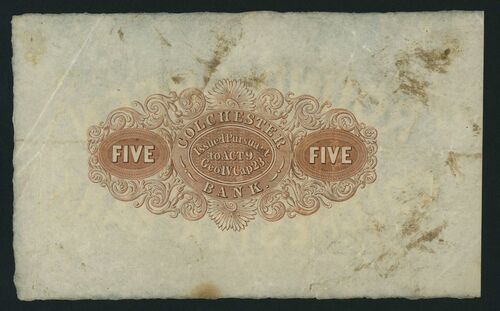 COLCHESTER
Issued Pursuant
to ACT 9
Geo IV Cap 23
BANK.
FIVE
FIVE